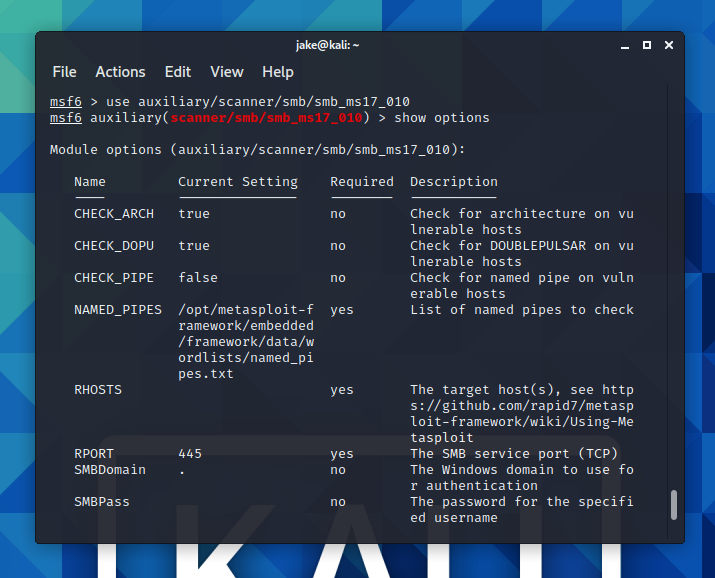 jake@kali: ~
File Actions Edit View Help
msf6 > use auxiliary/scanner/smb/smb_ms17_010
msf6 auxiliary(scanner/smb/smb_ms17_010) > show options
Module options (auxiliary/scanner/smb/smb_ms17_010):
Name Current Setting Required Description
CHECK_ARCH true no Check for architecture on vu
lnerable hosts
CHECK_DOPU true no Check for DOUBLEPULSAR on vu
lnerable hosts
CHECK_PIPE false no Check for named pipe on vuln
erable hosts
NAMED_PIPES /opt/metasploit-f yes List of named pipes to check
ramework/embedded
/framework/data/w
ordlists/named_pi
pes.txt
RHOSTS yes The target host(s), see http
s://github.com/rapid7/metasp
loit-framework/wiki/Using-Me
tasploit
RPORT 445 yes The SMB service port (TCP)
SMBDomain . no The Windows domain to use fo
r authentication
SMBPass no The password for the specifi
ed username
KALI